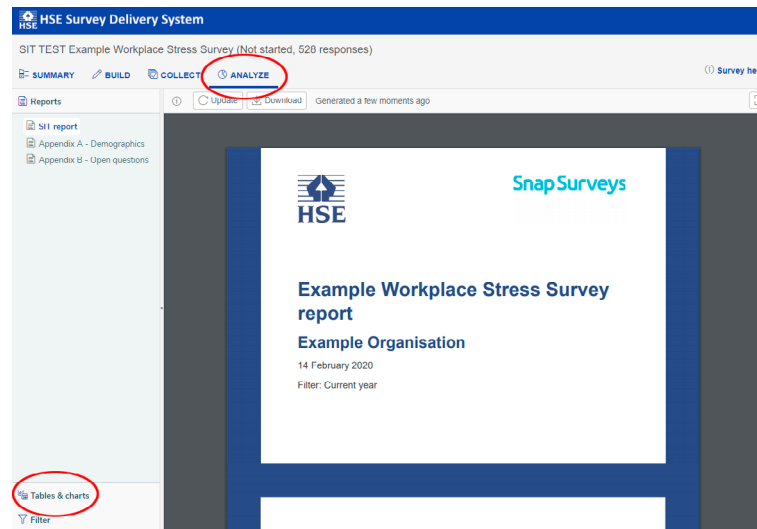 HSE HSE Survey Delivery System
SIT TEST Example Workplace Stress Survey (Not started, 528 responses)
SUMMARY BUILD COLLECT ANALYZE Survey he
Reports Update Download Generated a few moments ago
SIT report
Appendix A - Demographics
Appendix B - Open questions
HSE SnapSurveys
Example Workplace Stress Survey
report
Example Organisation
14 February 2020
Filter: Current year
Tables & charts
Filter